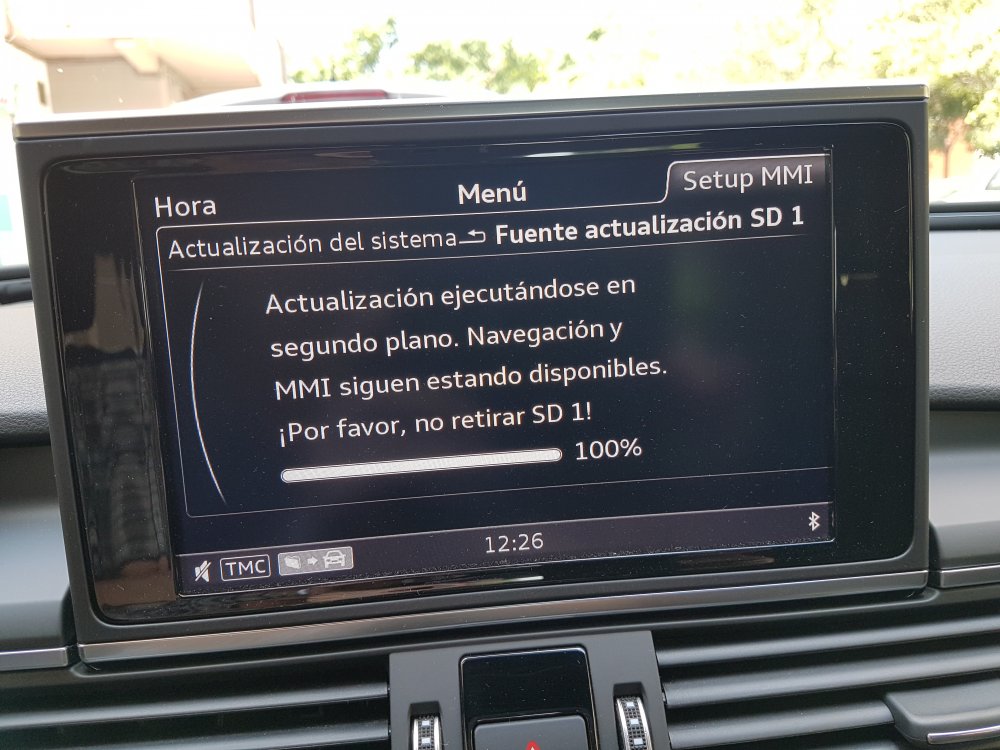 Hora Menú Setup MMI
Actualización del sistema Fuente actualización SD 1
Actualización ejecutándose en
segundo plano. Navegación y
MMI siguen estando disponibles.
¡Por favor, no retirar SD 1!
100%
TMC 12:26